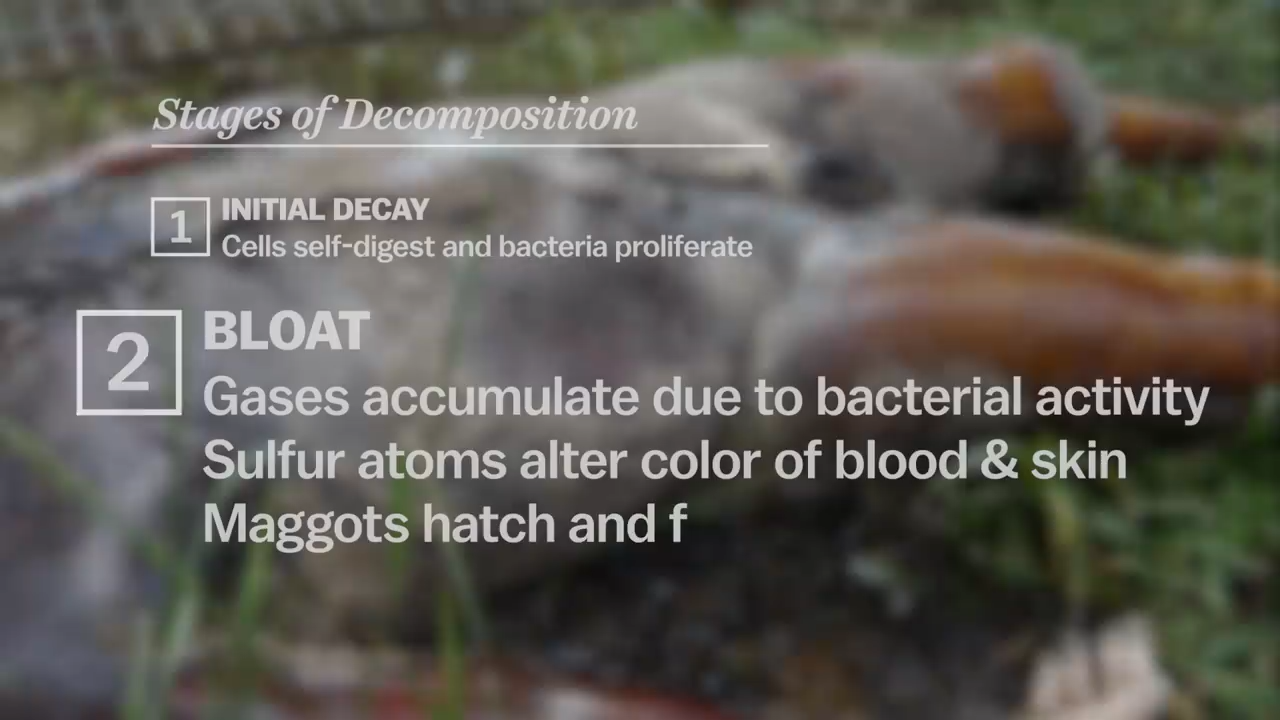 Stages of Decomposition
1
INITIAL DECAY
Cells self-digest and bacteria proliferate
2
BLOAT
Gases accumulate due to bacterial activity
Sulfur atoms alter color of blood & skin
Maggots hatch and f